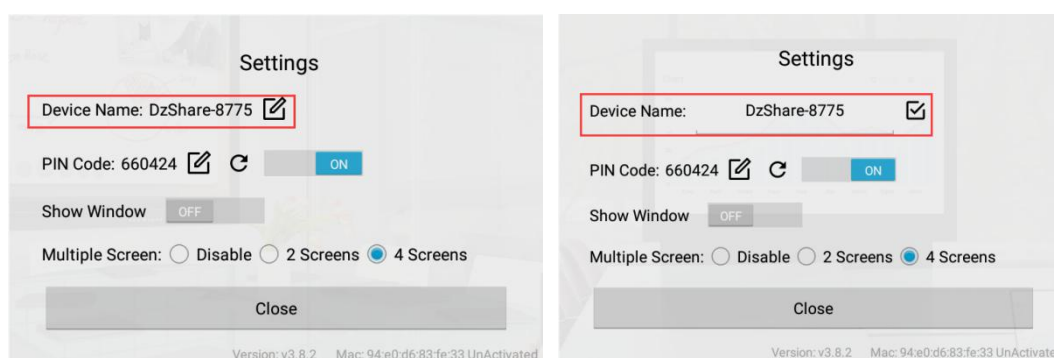 Settings
Device Name: DzShare-8775
PIN Code: 660424 ON
Show Window OFF
Multiple Screen: Disable 2 Screens 4 Screens
Close
Version: v3.8.2 Mac: 94:e0:d6:83:fe:33 UnActivated
Settings
Device Name: DzShare-8775
PIN Code: 660424 ON
Show Window OFF
Multiple Screen: Disable 2 Screens 4 Screens
Close
Version: v3.8.2 Mac: 94:e0:d6:83:fe:33 UnActivate